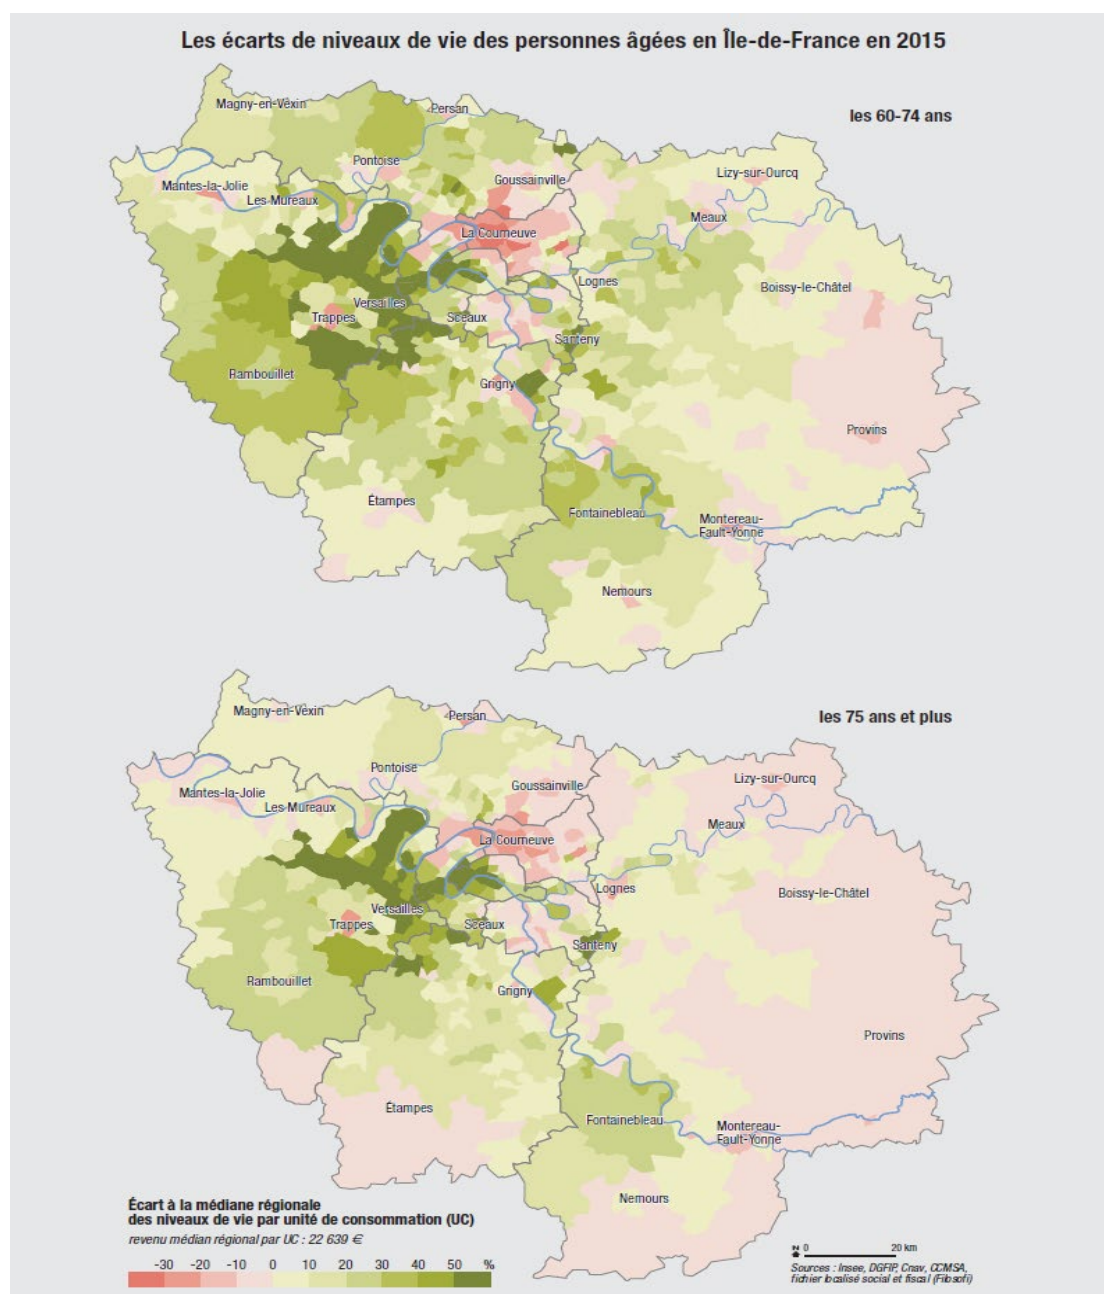 Les écarts de niveaux de vie des personnes âgées en Île-de-France en 2015
les 60-74 ans
Magny-en-Vexin
Persan
Pontoise
Goussainville
Lizy-sur-Ourcq
Mantes-la-Jolie
Les Mureaux
Meaux
La Courneuve
Lognes
Boissy-le-Châtel
Versailles
Trappes
Sceaux
Santeny
Rambouillet
Grigny
Provins
Étampes
Fontainebleau
Montereau-
Fault-Yonne
Nemours
les 75 ans et plus
Magny-en-Vexin
Persan
Pontoise
Goussainville
Lizy-sur-Ourcq
Mantes-la-Jolie
Les Mureaux
Meaux
La Courneuve
Lognes
Boissy-le-Châtel
Versailles
Trappes
Sceaux
Santeny
Rambouillet
Grigny
Provins
Étampes
Fontainebleau
Montereau-
Fault-Yonne
Nemours
Écart à la médiane régionale
des niveaux de vie par unité de consommation (UC)
revenu médian régional par UC : 22 639 €
-30 -20 -10 0 10 20 30 40 50 %
N 0 20 km
Sources : Insee, DGFIP, Cnav, CCMSA,
fichier localisé social et fiscal (Filosofi)